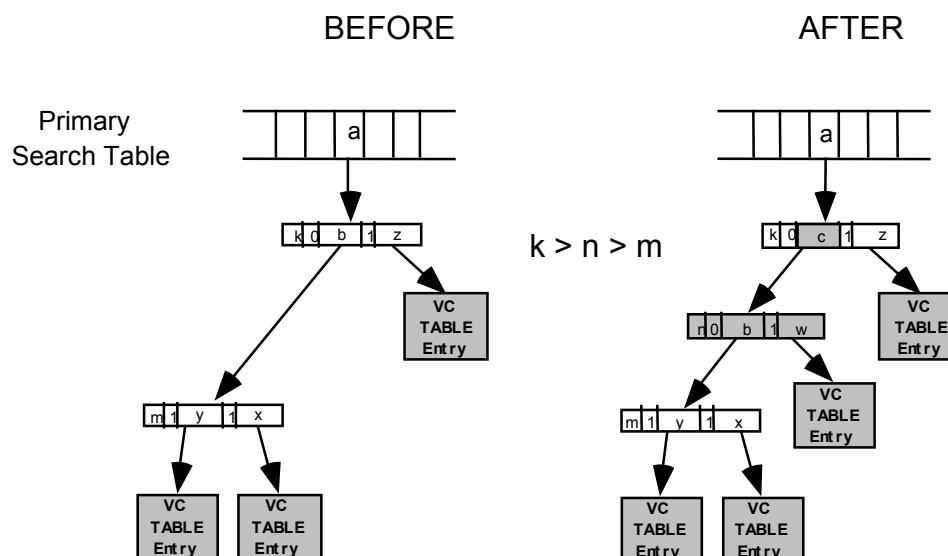 BEFORE
AFTER
Primary
Search Table
a
a
k 0 b 1 z
k 0 c 1 z
k > n > m
VC
TABLE
Entry
VC
TABLE
Entry
n 0 b 1 w
VC
TABLE
Entry
m 1 y 1 x
m 1 y 1 x
VC
TABLE
Entry
VC
TABLE
Entry
VC
TABLE
Entry
VC
TABLE
Entry